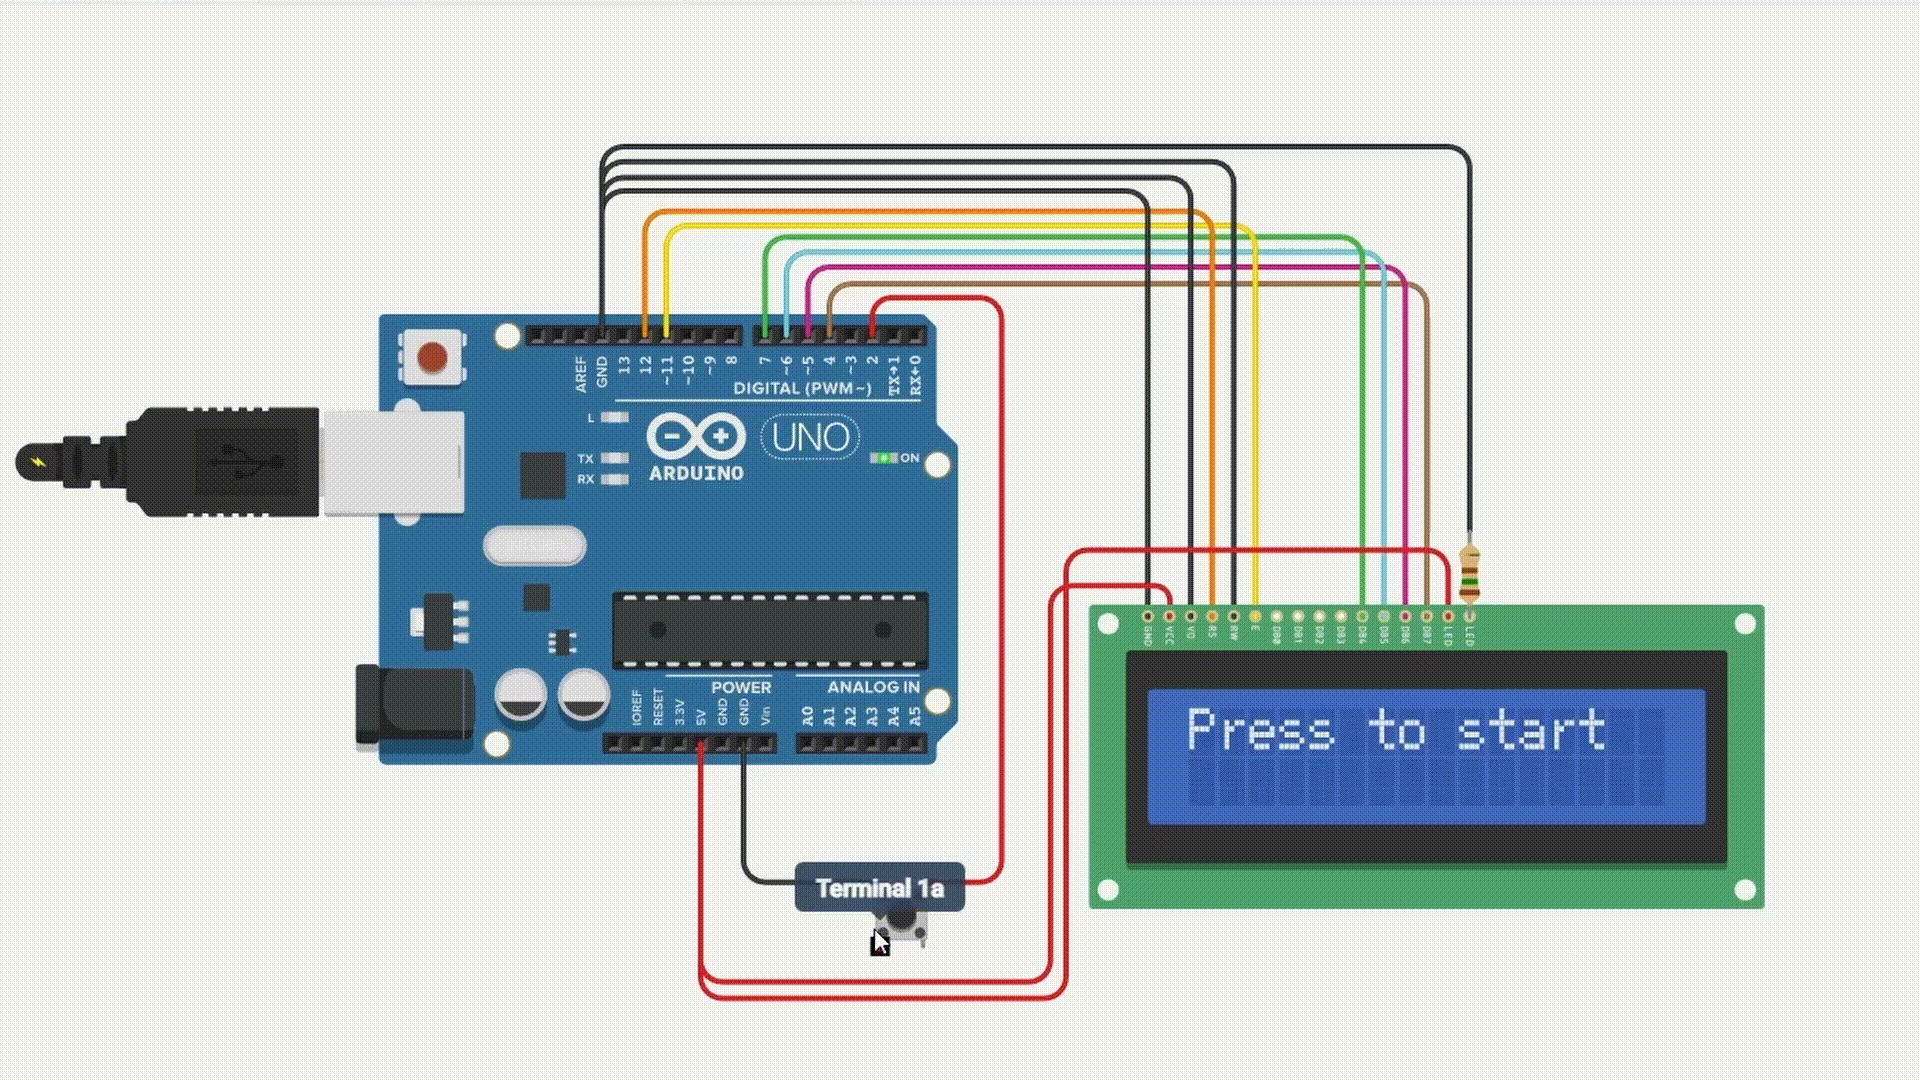 AREF GND 13 12 ~11 ~10 ~9 8 7 ~6 ~5 4 ~3 2 TX→1 RX←0
DIGITAL (PWM~)
L
UNO
TX
ON
ARDUINO
RX
GND VCC VO RS RW E DB0 DB1 DB2 DB3 DB4 DB5 DB6 DB7 LED LED
POWER
ANALOG IN
IOREF RESET 3.3V 5V GND GND Vin A0 A1 A2 A3 A4 A5
Press to start
Terminal 1a